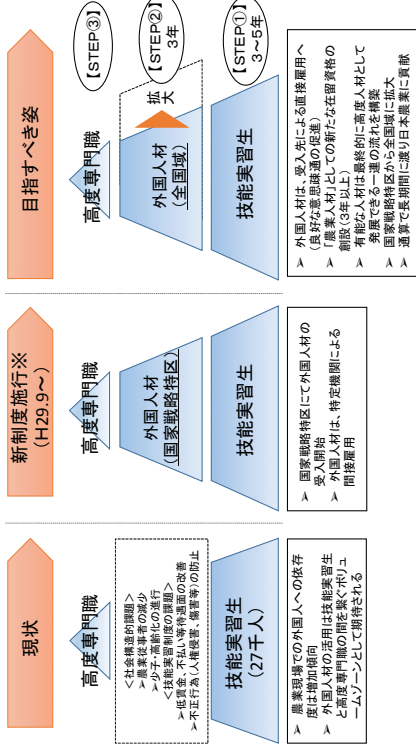 現状
高度専門職
＜社会構造的課題＞
➢ 農業従事者の減少
➢ 少子・高齢化の進行
＜技能実習制度の課題＞
➢ 低賃金、不払い等待遇面の改善
➢ 不正行為(人権侵害、傷害等)の防止
技能実習生
(27千人)
➢ 農業現場での外国人への依存
度は増加傾向
➢ 外国人材の活用は技能実習生
と高度専門職の間を繋ぐボリュ
ームゾーンとして期待される
新制度施行※
(H29.9～)
高度専門職
外国人材
(国家戦略特区)
技能実習生
➢ 国家戦略特区にて外国人材の
受入開始
➢ 外国人材は、特定機関による
間接雇用
目指すべき姿
高度専門職
【STEP③】
外国人材
(全国域)
拡大
【STEP②】
3年
技能実習生
【STEP①】
3～5年
➢ 外国人材は、受入先による直接雇用へ
(良好な意思疎通の促進)
➢ 「農業人材」としての新たな在留資格の
創設(3年以上)
➢ 有能な人材は最終的に高度人材として
発展できる一連の流れを構築
➢ 国家戦略特区から全国域に拡大
➢ 通算で長期間に渡り日本農業に貢献